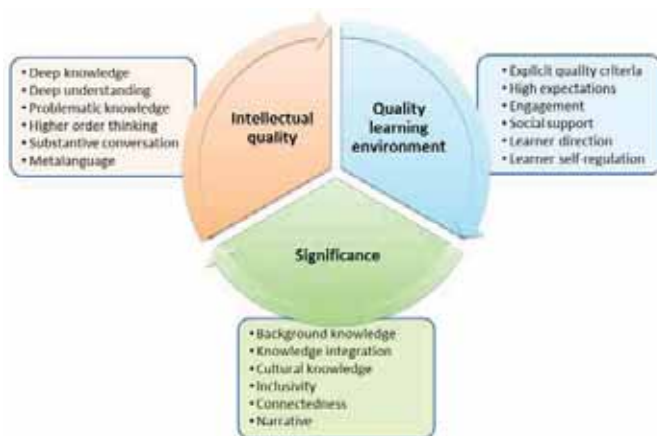 • Deep knowledge
• Deep understanding
• Problematic knowledge
• Higher order thinking
• Substantive conversation
• Metalanguage
Intellectual
quality
Quality
learning
environment
• Explicit quality criteria
• High expectations
• Engagement
• Social support
• Learner direction
• Learner self-regulation
Significance
• Background knowledge
• Knowledge integration
• Cultural knowledge
• Inclusivity
• Connectedness
• Narrative